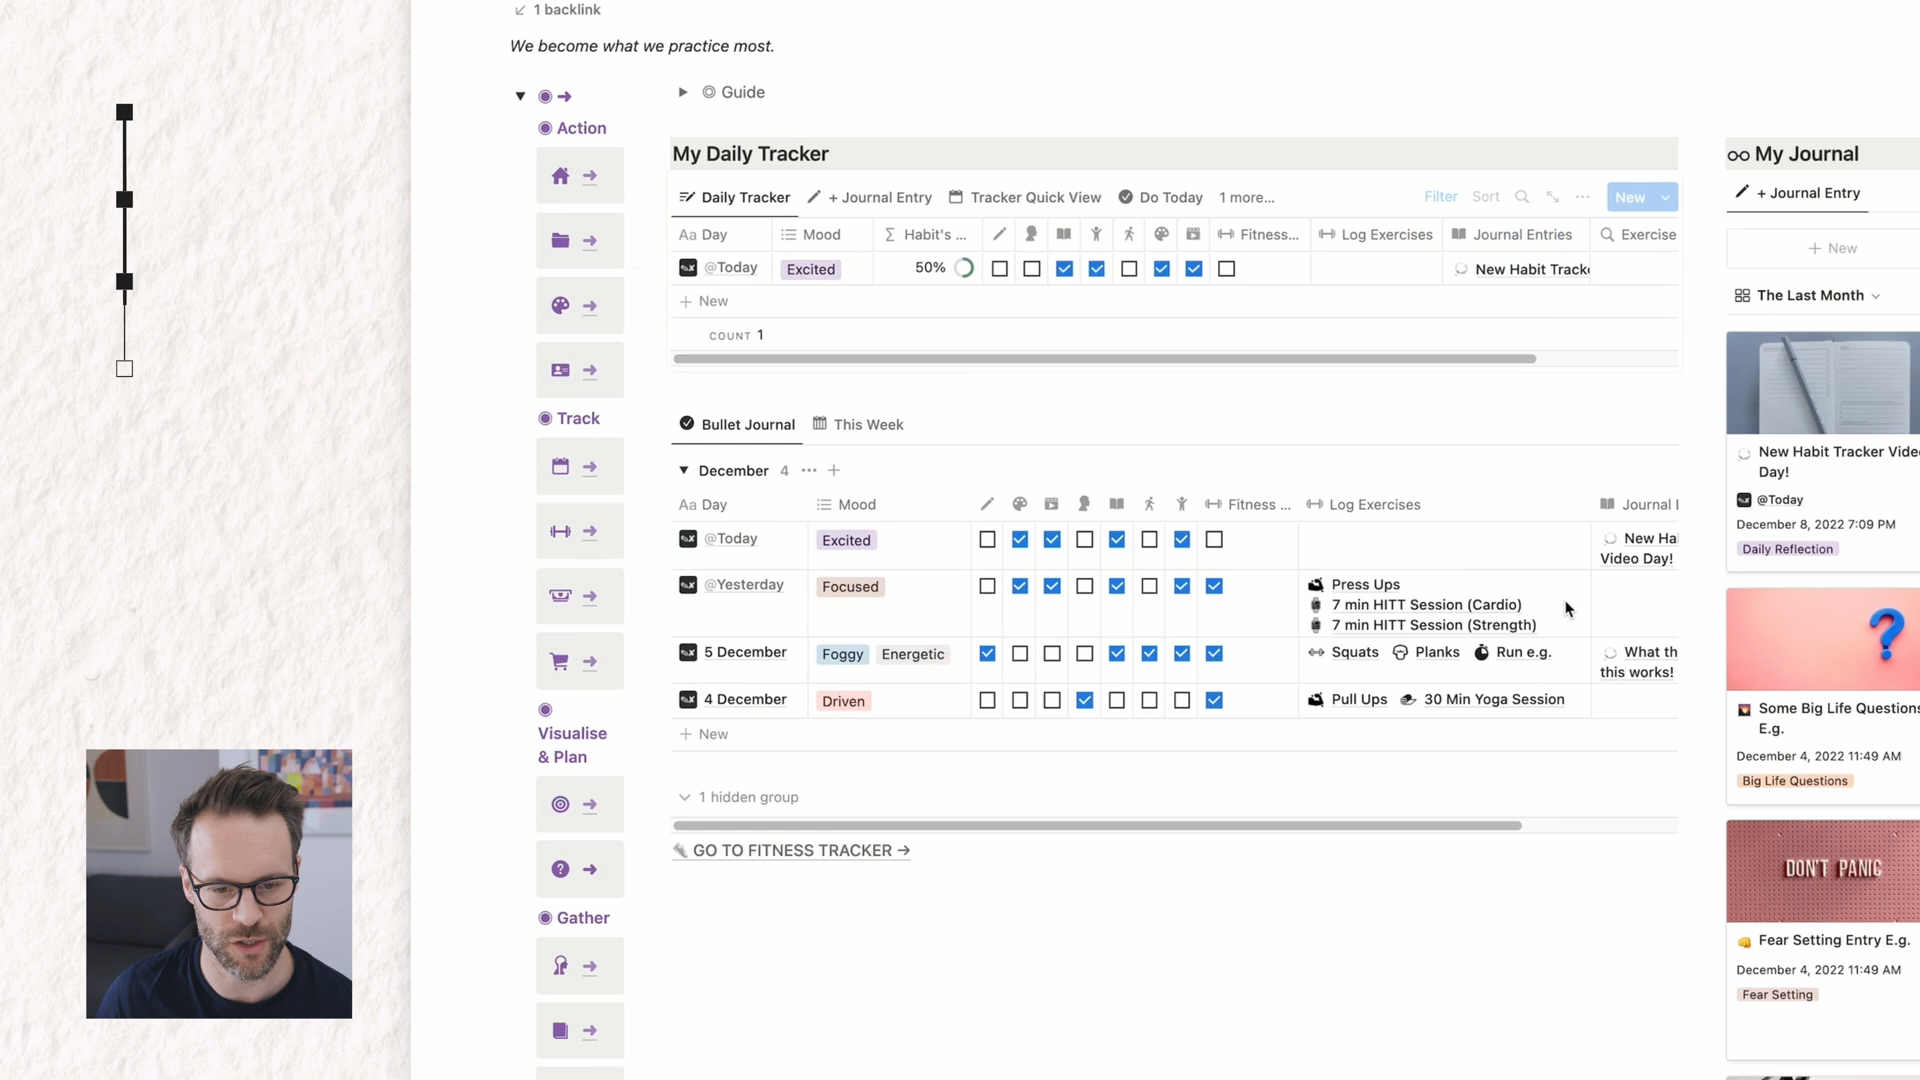 1 backlink
We become what we practice most.
Guide
Action
Track
Visualise
& Plan
Gather
My Daily Tracker
Daily Tracker + Journal Entry Tracker Quick View Do Today 1 more... Filter Sort New
Aa Day Mood Habit's ... Fitness... Log Exercises Journal Entries Exercise
@Today Excited 50% New Habit Track
+ New
COUNT 1
Bullet Journal This Week
December 4
Aa Day Mood Fitness ... Log Exercises Journal
@Today Excited New Ha
Video Day!
@Yesterday Focused Press Ups
7 min HITT Session (Cardio)
7 min HITT Session (Strength)
5 December Foggy Energetic Squats Planks Run e.g. What th
this works!
4 December Driven Pull Ups 30 Min Yoga Session
+ New
1 hidden group
GO TO FITNESS TRACKER →
My Journal
+ Journal Entry
+ New
The Last Month
New Habit Tracker Vide
Day!
@Today
December 8, 2022 7:09 PM
Daily Reflection
Some Big Life Questions
E.g.
December 4, 2022 11:49 AM
Big Life Questions
DON'T PANIC
Fear Setting Entry E.g.
December 4, 2022 11:49 AM
Fear Setting